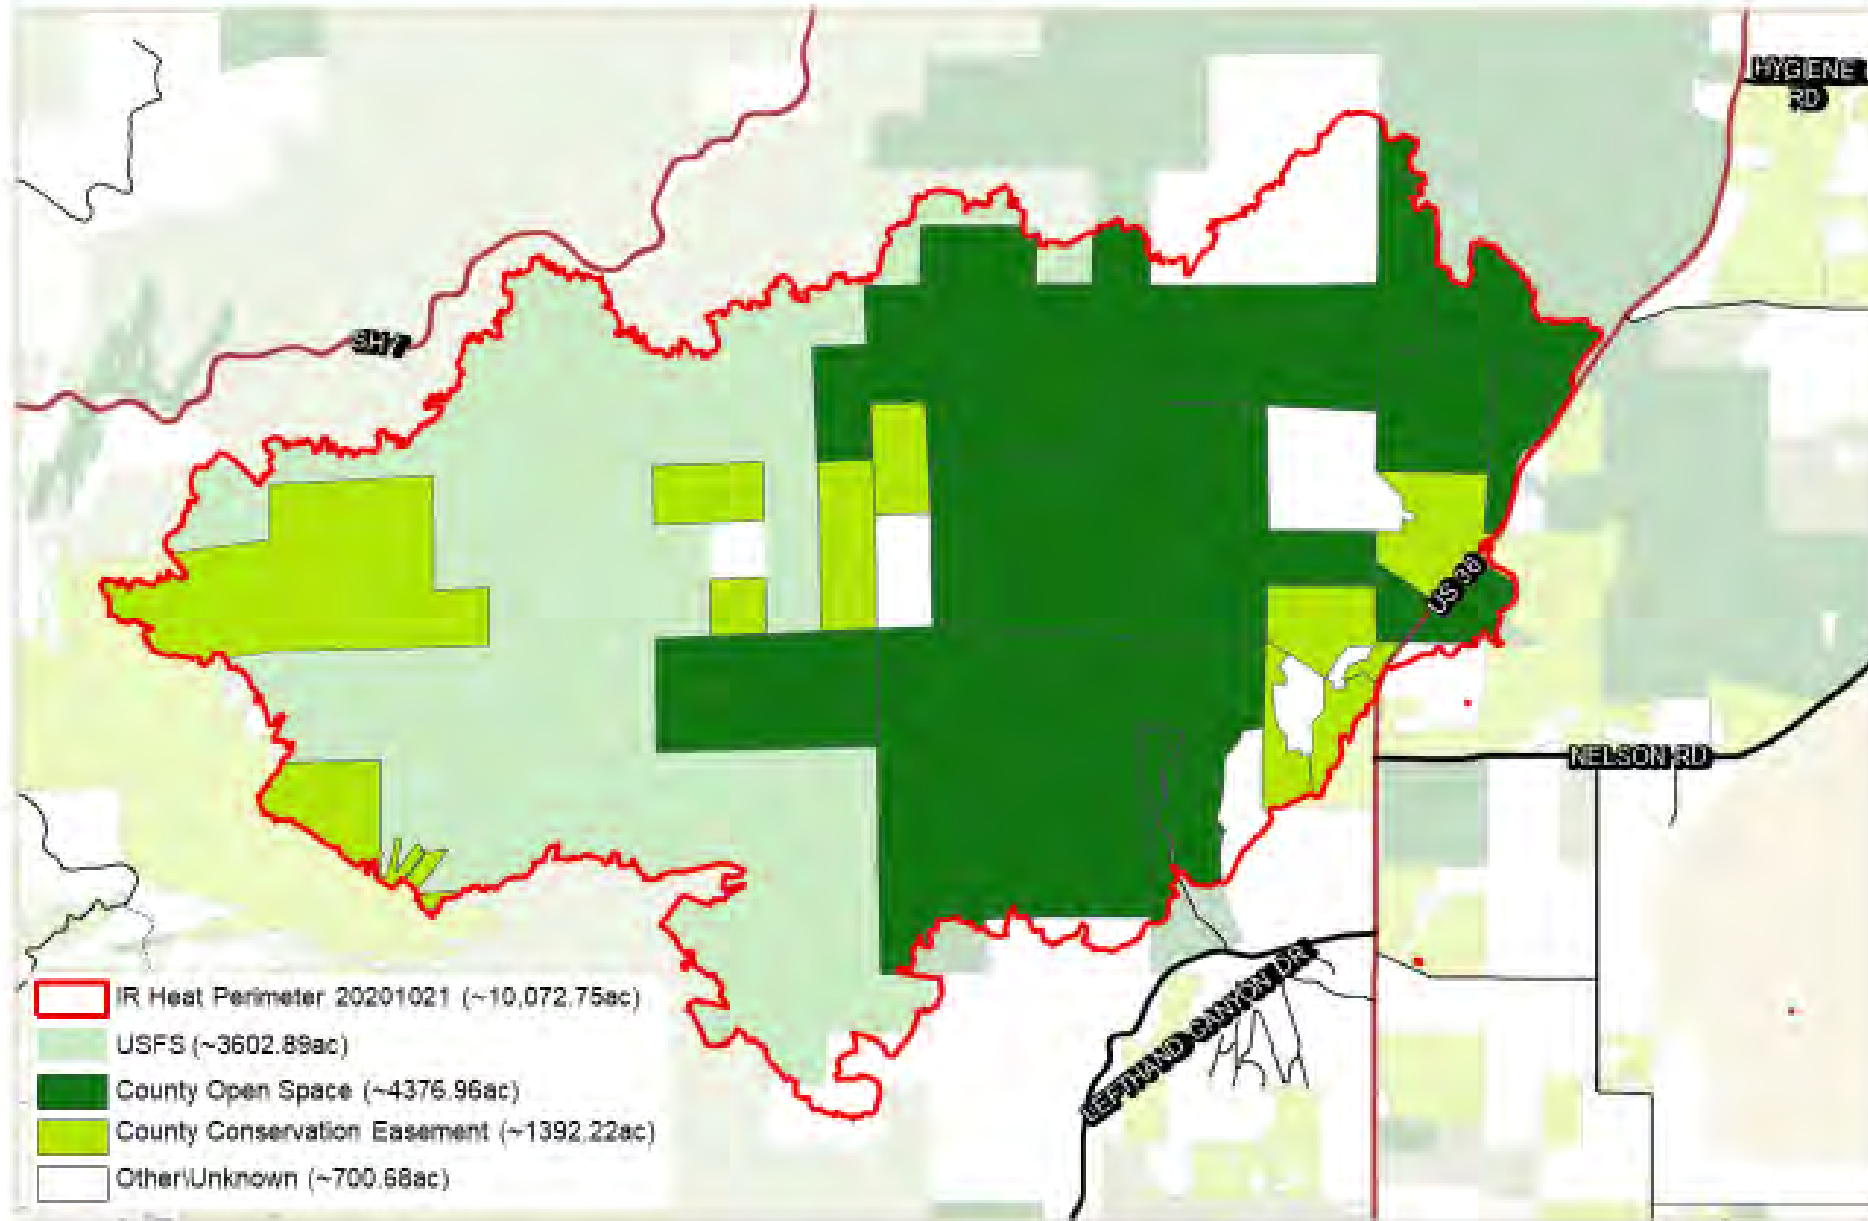 HYGIENE
RD
SH 7
US 36
NELSON RD
LEFTHAND CANYON DR
IR Heat Perimeter 20201021 (~10,072.75ac)
USFS (~3602.89ac)
County Open Space (~4376.96ac)
County Conservation Easement (~1392.22ac)
Other\Unknown (~700.68ac)